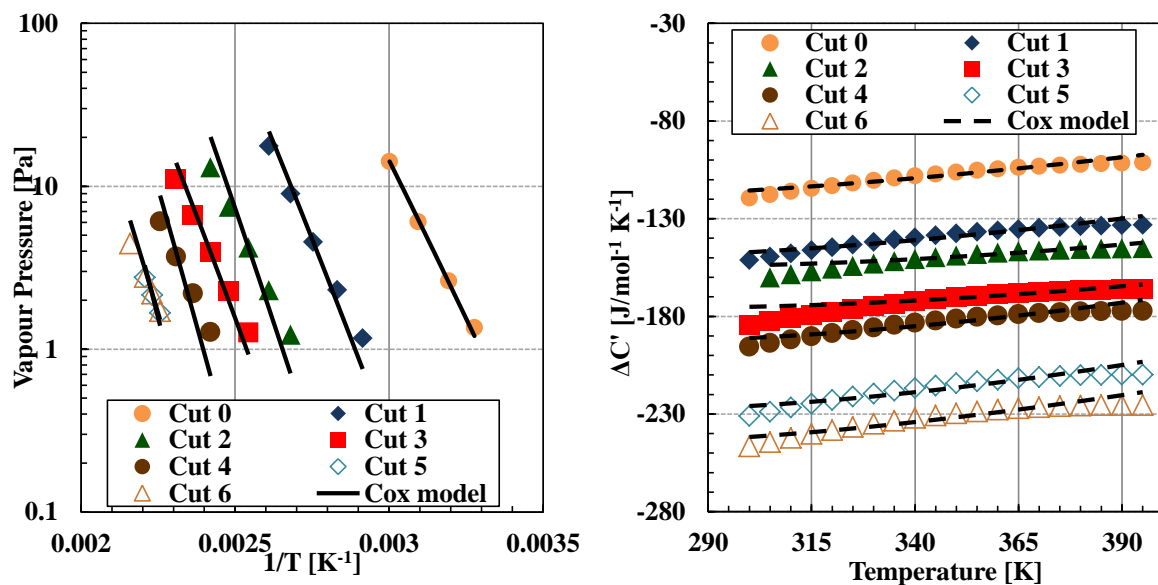 Vapour Pressure [Pa]
100
10
1
0.1
Cut 0 Cut 1
Cut 2 Cut 3
Cut 4 Cut 5
Cut 6 Cox model
0.002 0.0025 0.003 0.0035
1/T [K-1]
ΔC' [J/mol-1 K-1]
-30
-80
-130
-180
-230
-280
Cut 0 Cut 1
Cut 2 Cut 3
Cut 4 Cut 5
Cut 6 Cox model
290 315 340 365 390
Temperature [K]